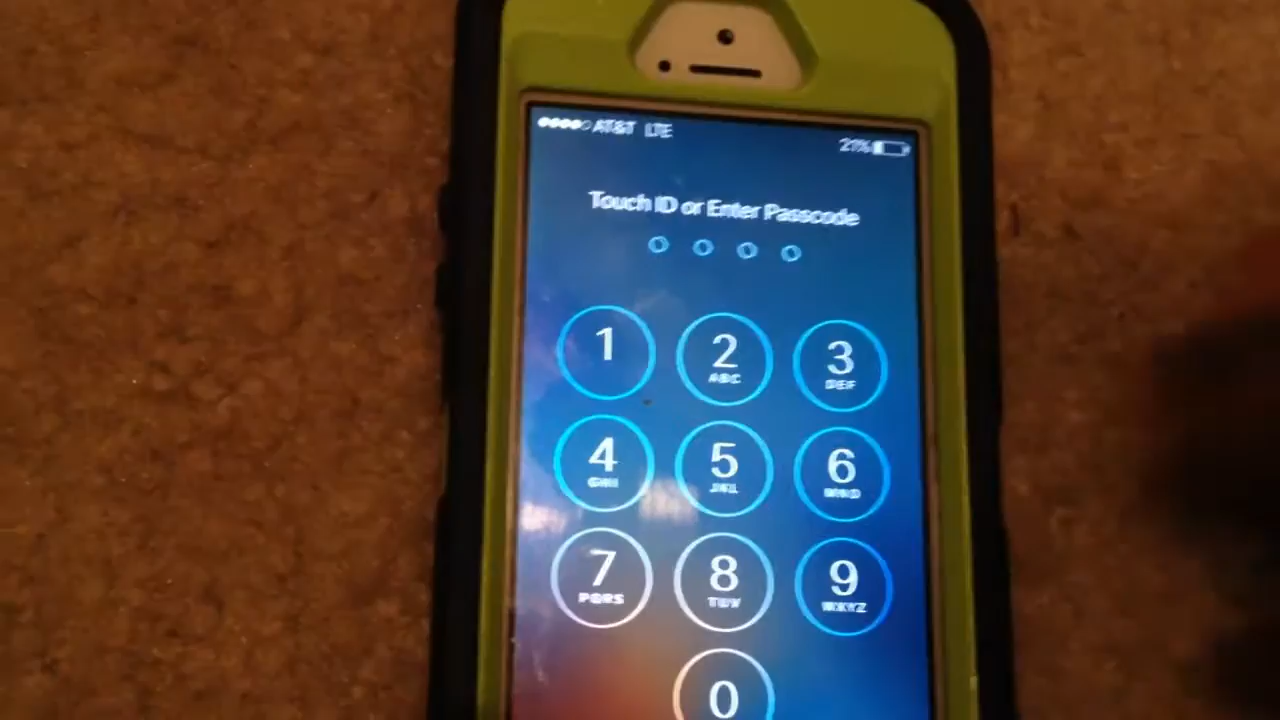 AT&T LTE 21%
Touch ID or Enter Passcode
1 2 3
ABC DEF
4 5 6
GHI JKL MNO
7 8 9
PQRS TUV WXYZ
0